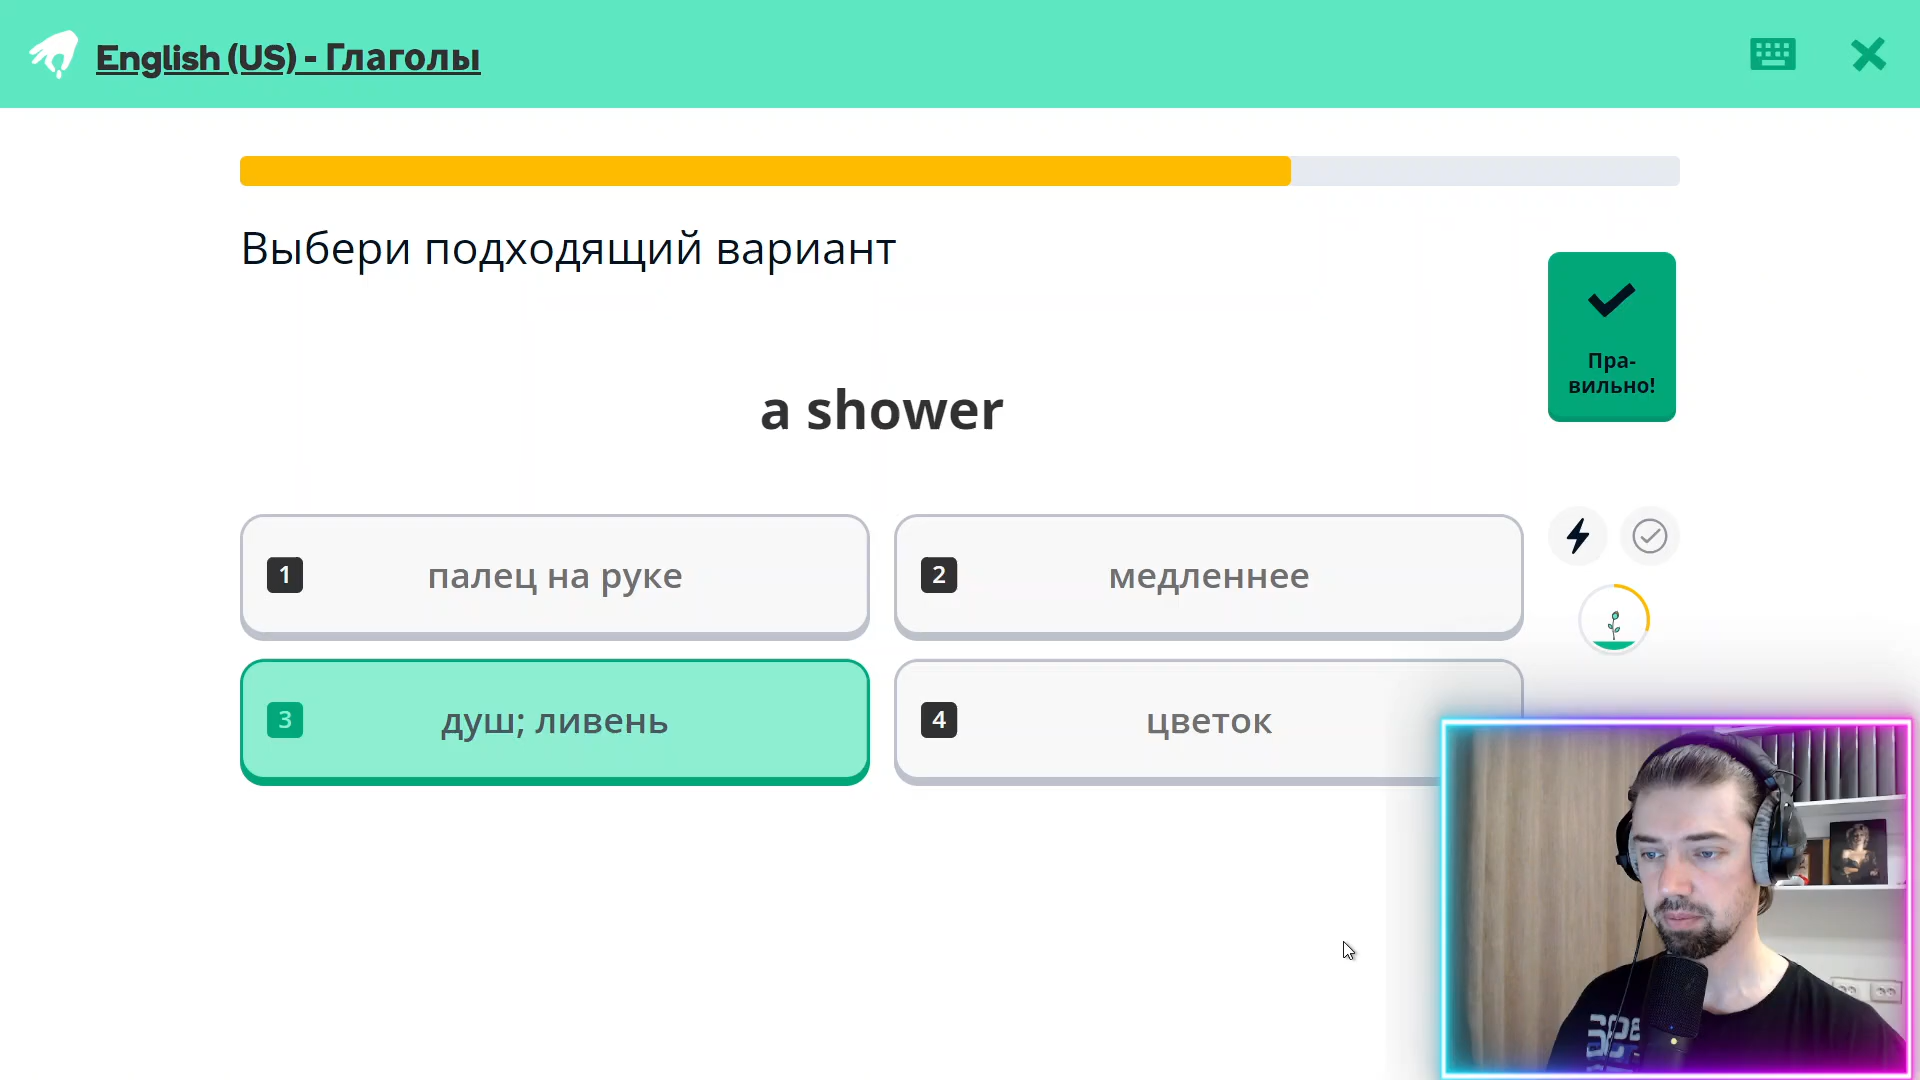 English (US) - Глаголы
Выбери подходящий вариант
Пра-
вильно!
a shower
1 палец на руке
2 медленнее
3 душ; ливень
4 цветок